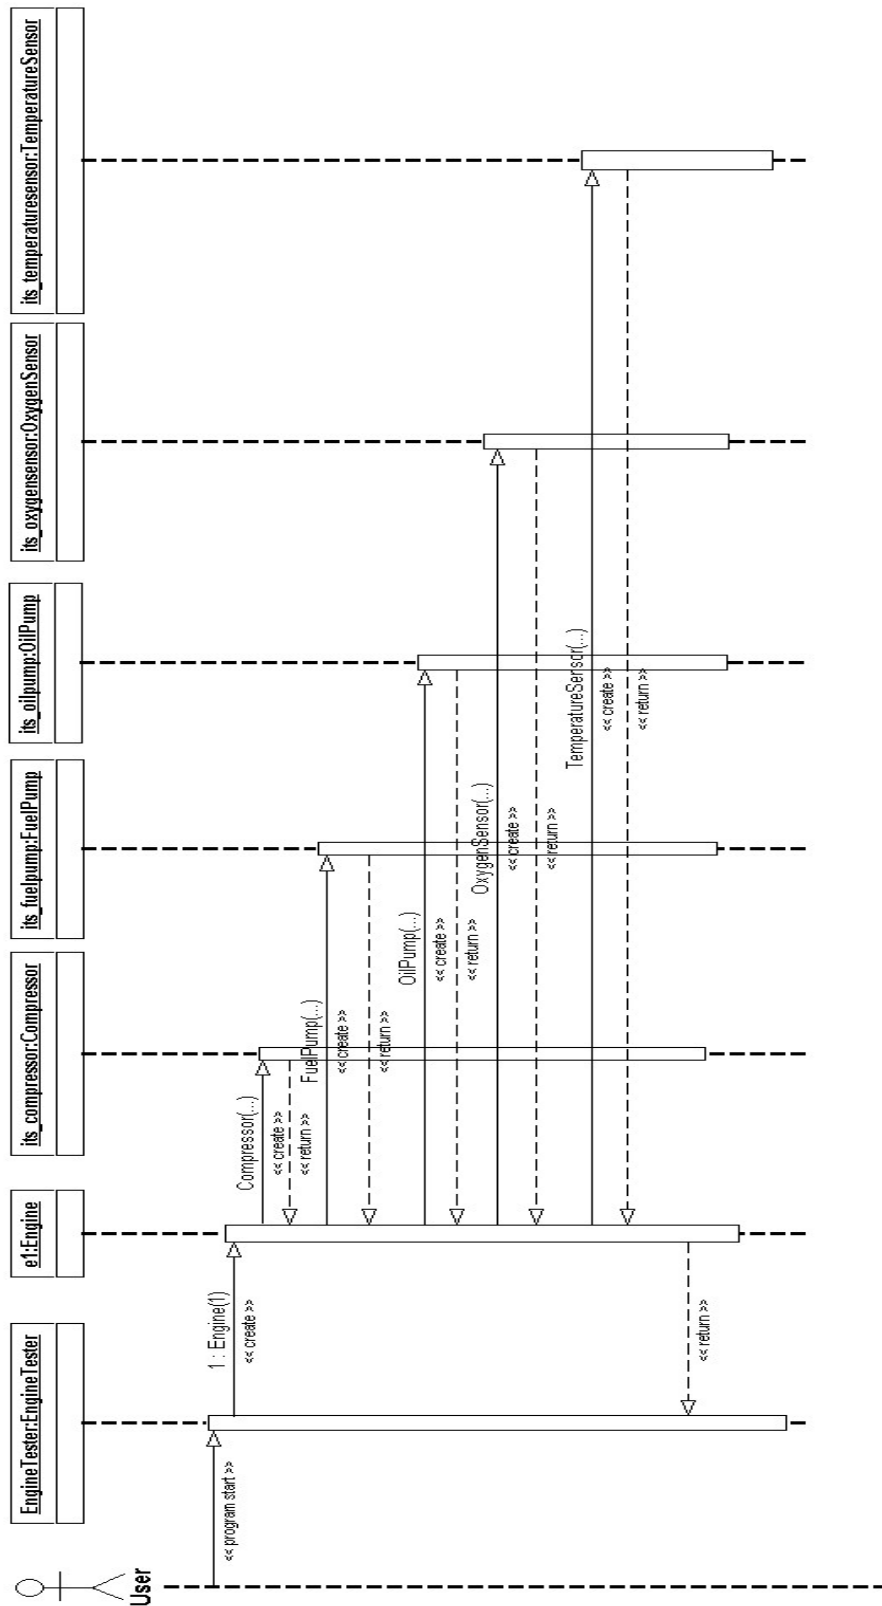 User
EngineTester:EngineTester
e1:Engine
its_compressor:Compressor
its_fuelpump:FuelPump
its_oilpump:OilPump
its_oxygensensor:OxygenSensor
its_temperaturesensor:TemperatureSensor
<< program start >>
1 : Engine(1)
<< create >>
Compressor(...)
<< create >>
<< return >>
FuelPump(...)
<< create >>
<< return >>
OilPump(...)
<< create >>
<< return >>
OxygenSensor(...)
<< create >>
<< return >>
TemperatureSensor(...)
<< create >>
<< return >>
<< return >>